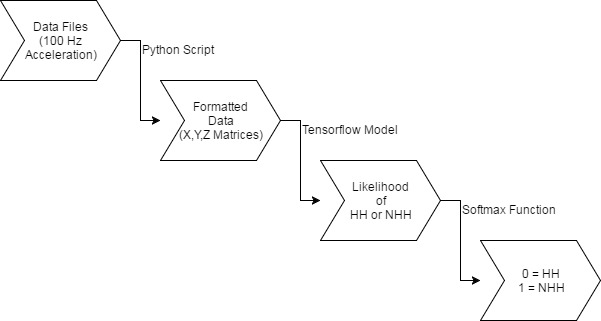 Data Files
(100 Hz
Acceleration)
Python Script
Formatted
Data
(X,Y,Z Matrices)
Tensorflow Model
Likelihood
of
HH or NHH
Softmax Function
0 = HH
1 = NHH